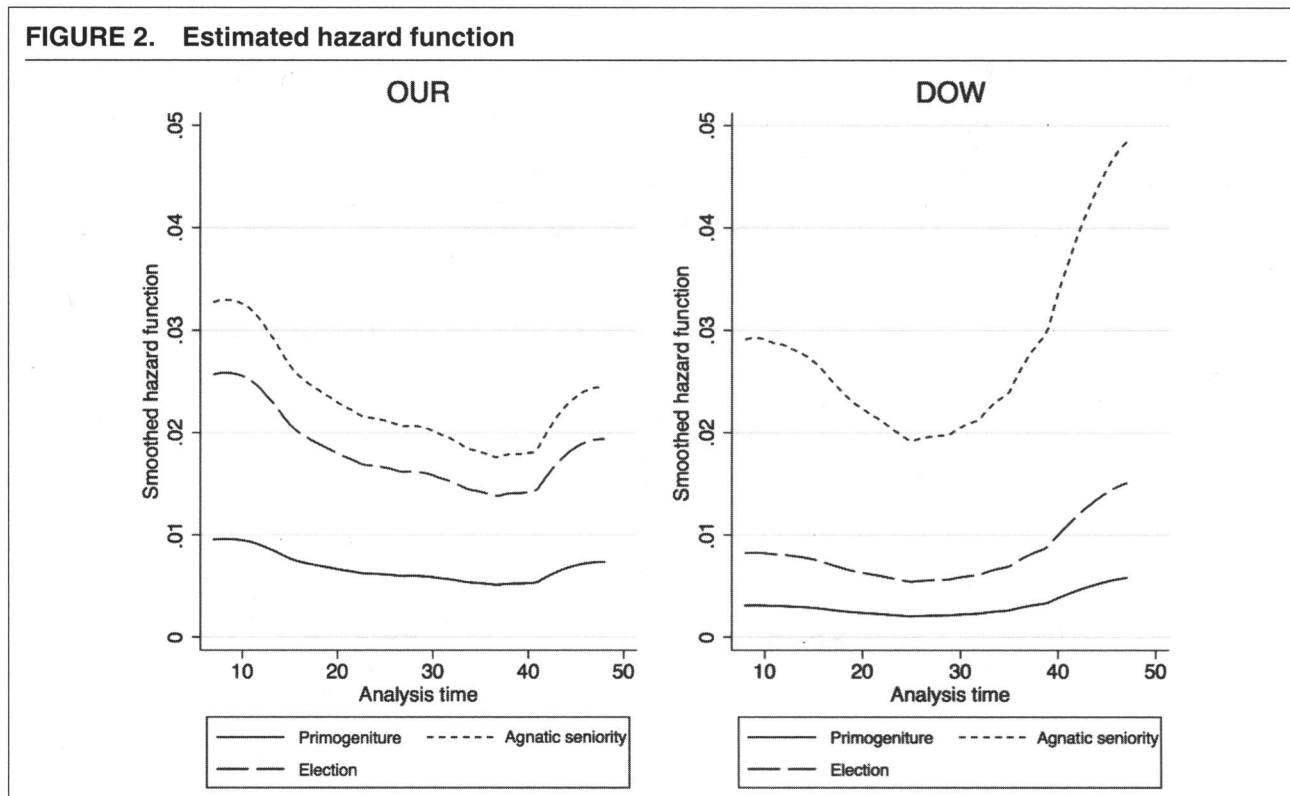 FIGURE 2. Estimated hazard function
OUR
Smoothed hazard function
.05
.04
.03
.02
.01
0
10 20 30 40 50
Analysis time
Primogeniture Agnatic seniority
Election
DOW
Smoothed hazard function
.05
.04
.03
.02
.01
0
10 20 30 40 50
Analysis time
Primogeniture Agnatic seniority
Election